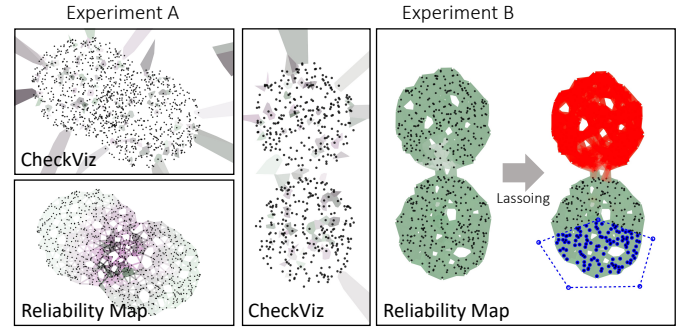 Experiment A
Experiment B
CheckViz
Reliability Map
CheckViz
Lassoing
Reliability Map